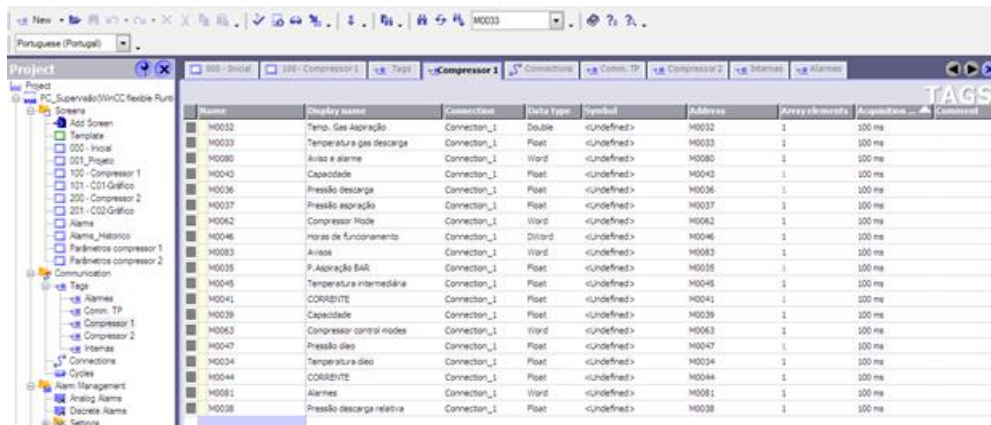 New
M0033
Portuguese (Portugal)
Project
000 - Inicial
100 - Compressor 1
Tags
Compressor 1
Connections
Comm. TP
Compressor 2
Internas
Alarmes
TAGS
Project
PC_Supervisão(WinCC flexible Runt
Screens
Add Screen
Template
000 - Inicial
001_Projeto
100 - Compressor 1
101 - C01-Gráfico
200 - Compressor 2
201 - C02-Gráfico
Alarms
Alarms_Historico
Parâmetros compressor 1
Parâmetros compressor 2
Communication
Tags
Alarmes
Comm. TP
Compressor 1
Compressor 2
Internas
Connections
Cycles
Alarm Management
Analog Alarms
Discrete Alarms
Settings
Name Display name Connection Data type Symbol Address Array elements Acquisition ... Comment
M0032 Temp. Gas Aspiração Connection_1 Double <Undefined> M0032 1 100 ms
M0033 Temperatura gas descarga Connection_1 Float <Undefined> M0033 1 100 ms
M0080 Aviso e alarme Connection_1 Word <Undefined> M0080 1 100 ms
M0043 Capacidade Connection_1 Float <Undefined> M0043 1 100 ms
M0036 Pressão descarga Connection_1 Float <Undefined> M0036 1 100 ms
M0037 Pressão aspiração Connection_1 Float <Undefined> M0037 1 100 ms
M0062 Compressor Mode Connection_1 Word <Undefined> M0062 1 100 ms
M0046 Horas de funcionamento Connection_1 DWord <Undefined> M0046 1 100 ms
M0083 Avisos Connection_1 Word <Undefined> M0083 1 100 ms
M0035 P.Aspiração BAR Connection_1 Float <Undefined> M0035 1 100 ms
M0045 Temperatura intermediária Connection_1 Float <Undefined> M0045 1 100 ms
M0041 CORRENTE Connection_1 Float <Undefined> M0041 1 100 ms
M0039 Capacidade Connection_1 Float <Undefined> M0039 1 100 ms
M0063 Compressor control modes Connection_1 Word <Undefined> M0063 1 100 ms
M0047 Pressão óleo Connection_1 Float <Undefined> M0047 1 100 ms
M0034 Temperatura óleo Connection_1 Float <Undefined> M0034 1 100 ms
M0044 CORRENTE Connection_1 Float <Undefined> M0044 1 100 ms
M0081 Alarmes Connection_1 Word <Undefined> M0081 1 100 ms
M0038 Pressão descarga relativa Connection_1 Float <Undefined> M0038 1 100 ms